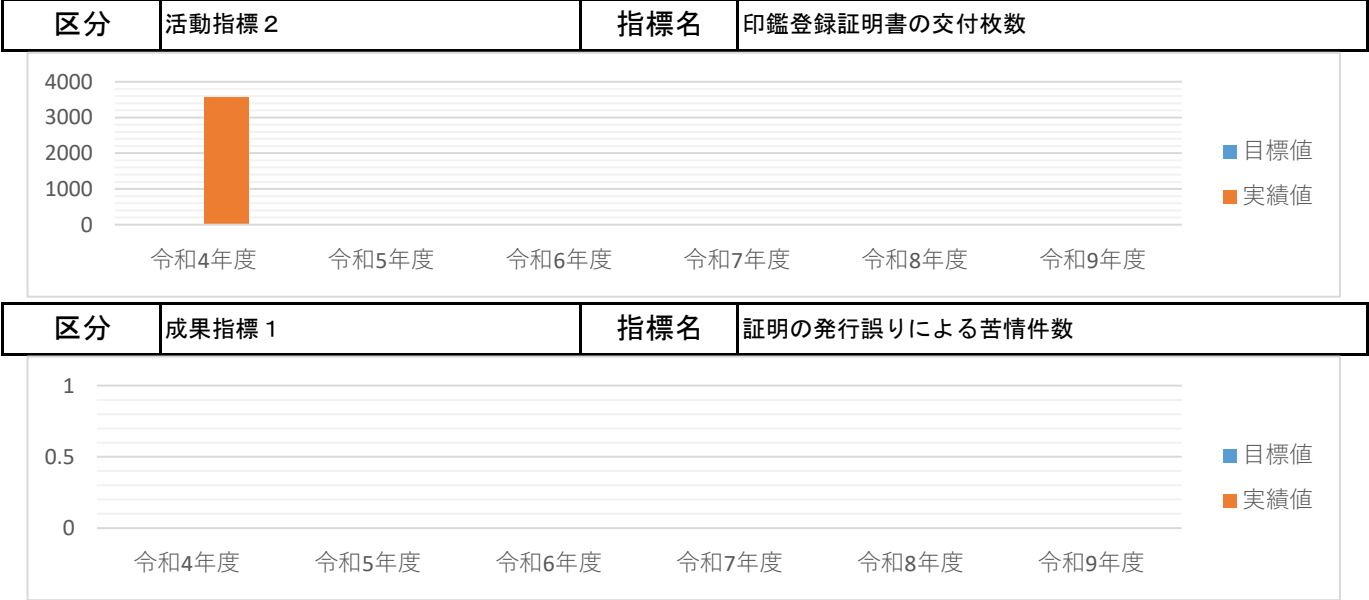 区分 活動指標２ 指標名 印鑑登録証明書の交付枚数
4000
3000
2000
1000
0
令和4年度 令和5年度 令和6年度 令和7年度 令和8年度 令和9年度
目標値
実績値
区分 成果指標１ 指標名 証明の発行誤りによる苦情件数
1
0.5
0
令和4年度 令和5年度 令和6年度 令和7年度 令和8年度 令和9年度
目標値
実績値